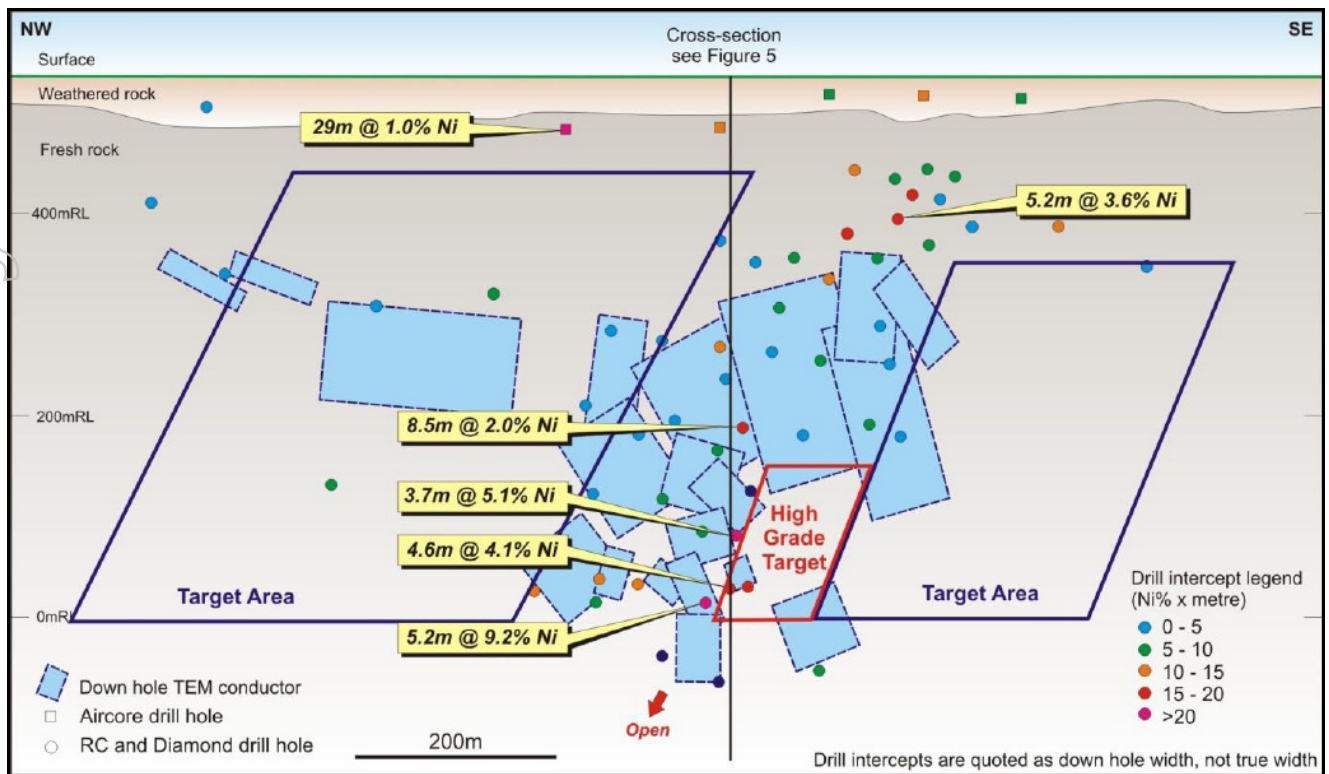 NW
Cross-section
see Figure 5
SE
Surface
Weathered rock
29m @ 1.0% Ni
Fresh rock
5.2m @ 3.6% Ni
400mRL
200mRL
8.5m @ 2.0% Ni
3.7m @ 5.1% Ni
High
Grade
Target
4.6m @ 4.1% Ni
Target Area
Target Area
0mRL
5.2m @ 9.2% Ni
Drill intercept legend
(Ni% x metre)
0 - 5
5 - 10
10 - 15
15 - 20
>20
Down hole TEM conductor
Aircore drill hole
RC and Diamond drill hole
200m
Open
Drill intercepts are quoted as down hole width, not true width